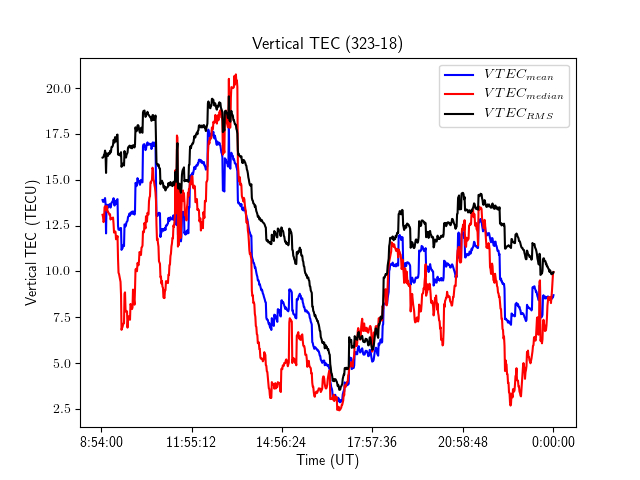 Vertical TEC (323-18)
VTEC_mean
VTEC_median
VTEC_RMS
Vertical TEC (TECU)
20.0
17.5
15.0
12.5
10.0
7.5
5.0
2.5
8:54:00 11:55:12 14:56:24 17:57:36 20:58:48 0:00:00
Time (UT)